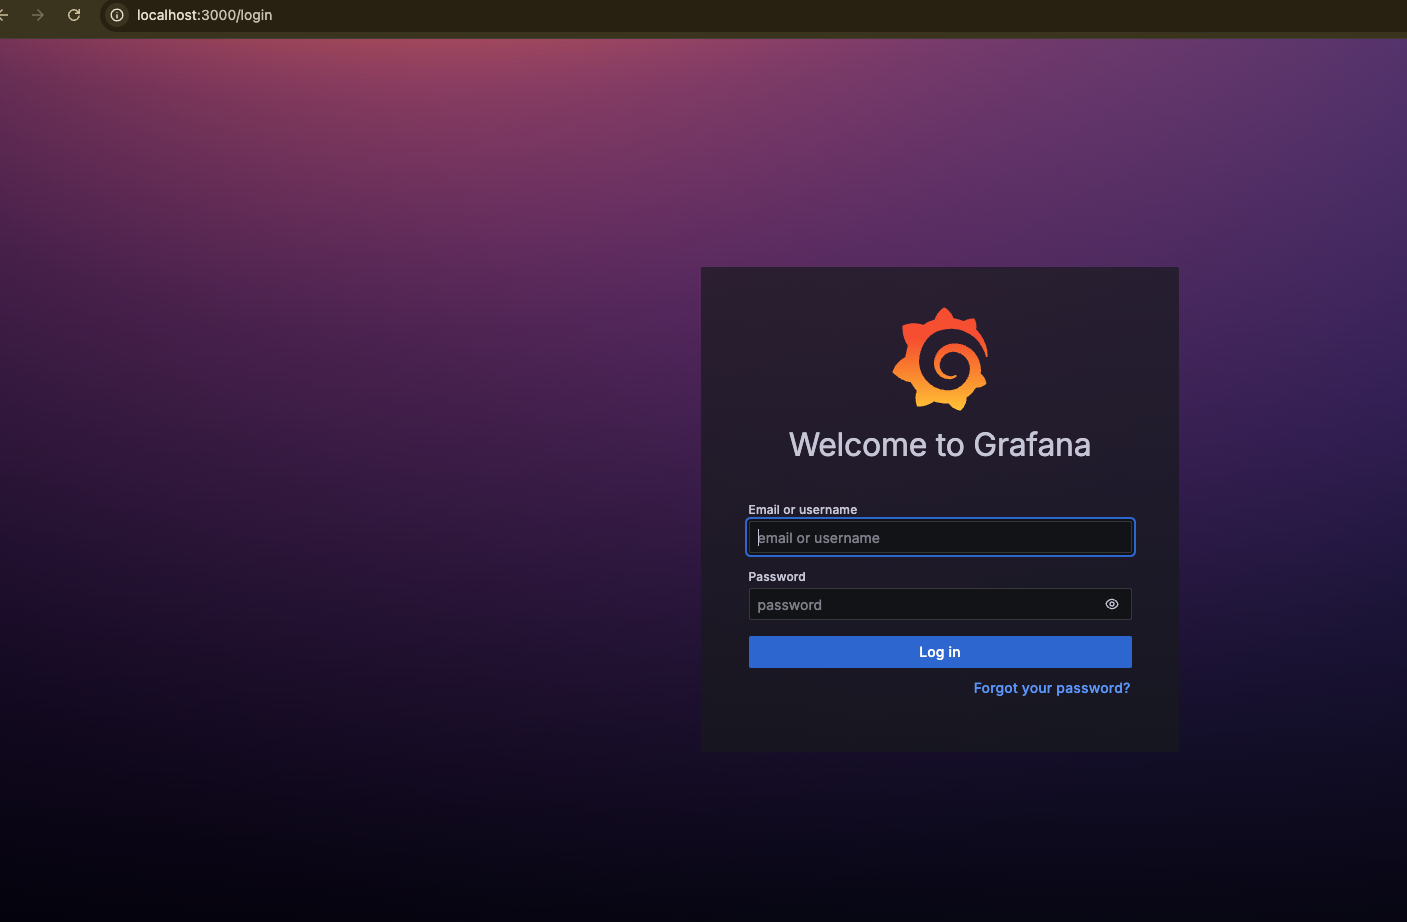 localhost:3000/login
Welcome to Grafana
Email or username
email or username
Password
password
Log in
Forgot your password?